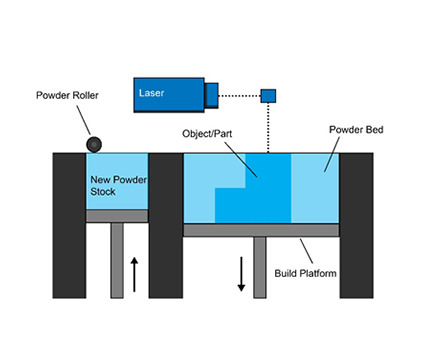 Laser
Powder Roller
Object/Part
Powder Bed
New Powder
Stock
Build Platform